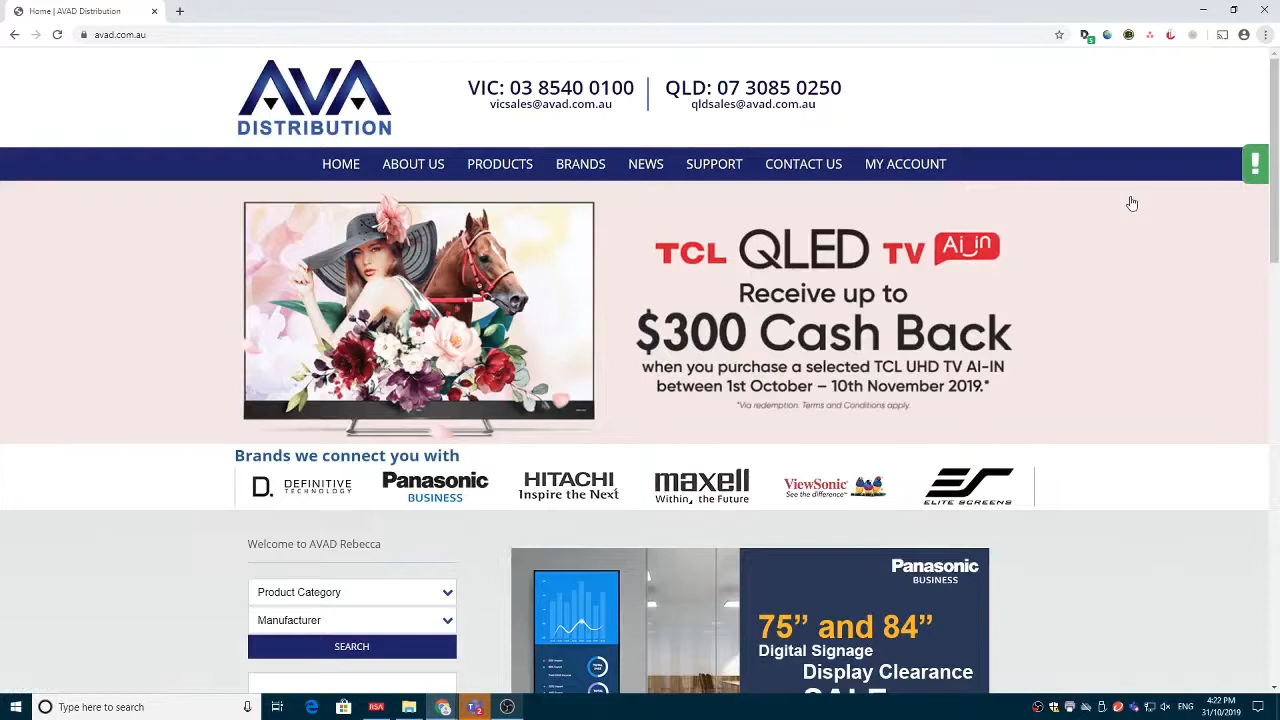 Home | AVAD Distribution
avad.com.au
AVA
DISTRIBUTION
VIC: 03 8540 0100
vicsales@avad.com.au
QLD: 07 3085 0250
qldsales@avad.com.au
HOME ABOUT US PRODUCTS BRANDS NEWS SUPPORT CONTACT US MY ACCOUNT
TCL QLED TV Ai-in
Receive up to
$300 Cash Back
when you purchase a selected TCL UHD TV AI-IN
between 1st October – 10th November 2019.*
*Via redemption. Terms and Conditions apply.
Brands we connect you with
D. DEFINITIVE TECHNOLOGY
Panasonic
BUSINESS
HITACHI
Inspire the Next
maxell
Within, the Future
ViewSonic
See the difference™
ES
ELITE SCREENS
Welcome to AVAD Rebecca
Product Category
Manufacturer
SEARCH
Panasonic
BUSINESS
75” and 84”
Digital Signage
Display Clearance
SALE
Type here to search
RSA
ENG
4:22 PM
31/10/2019